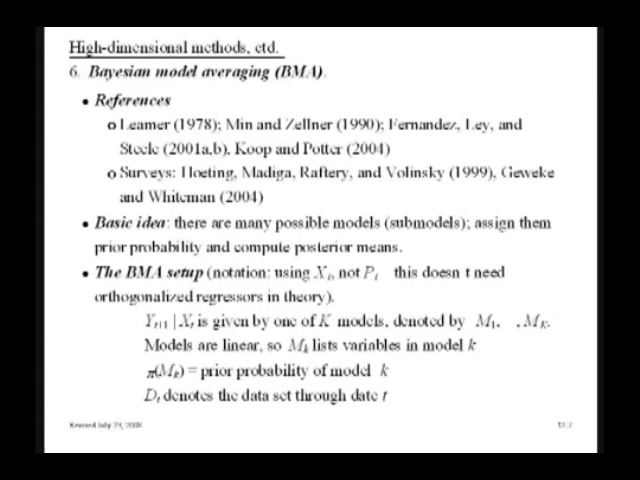 High-dimensional methods, ctd.
6. Bayesian model averaging (BMA).
• References
o Leamer (1978); Min and Zellner (1990); Fernandez, Ley, and
Steele (2001a,b), Koop and Potter (2004)
o Surveys: Hoeting, Madiga, Raftery, and Volinsky (1999), Geweke
and Whiteman (2004)
• Basic idea: there are many possible models (submodels); assign them
prior probability and compute posterior means.
• The BMA setup (notation: using Xt, not Pt this doesn t need
orthogonalized regressors in theory).
Yt+1 | Xt is given by one of K models, denoted by M1, , MK.
Models are linear, so Mk lists variables in model k
π(Mk) = prior probability of model k
Dt denotes the data set through date t
Revised July 23, 2008